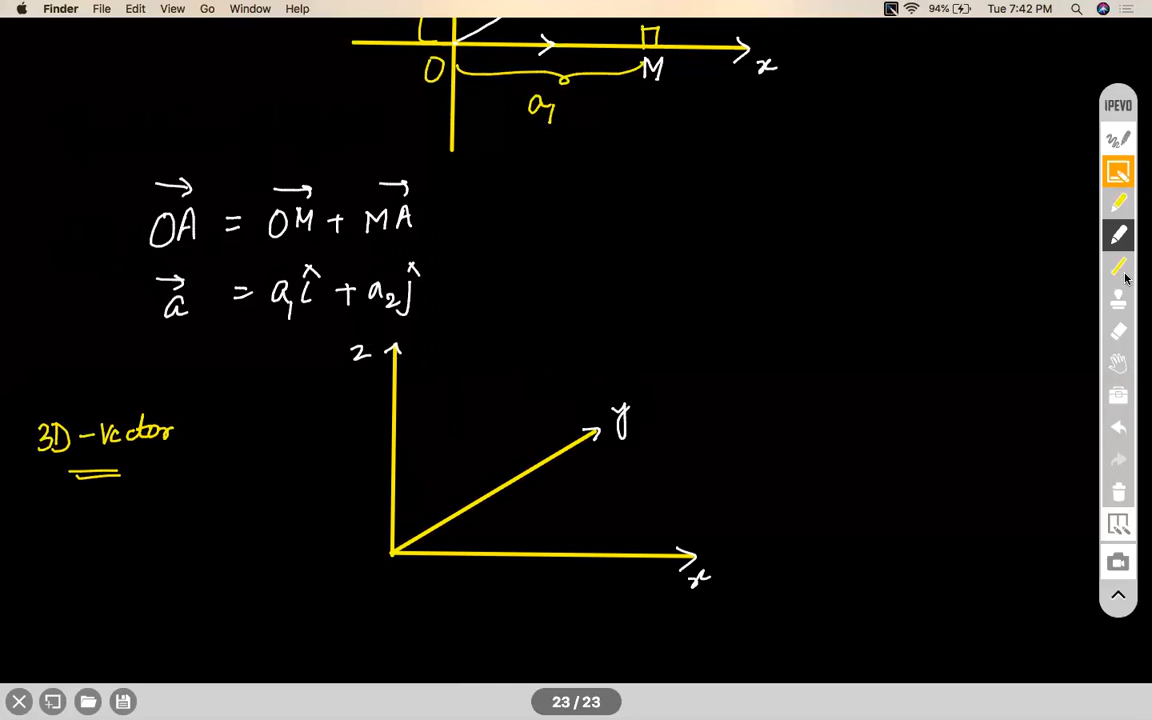 Finder File Edit View Go Window Help 94% Tue 7:42 PM
O M x
a₁
IPEVO
OA⃗ = OM⃗ + MA⃗
a⃗ = a₁î + a₂ĵ
z
y
3D-vector
x
23 / 23